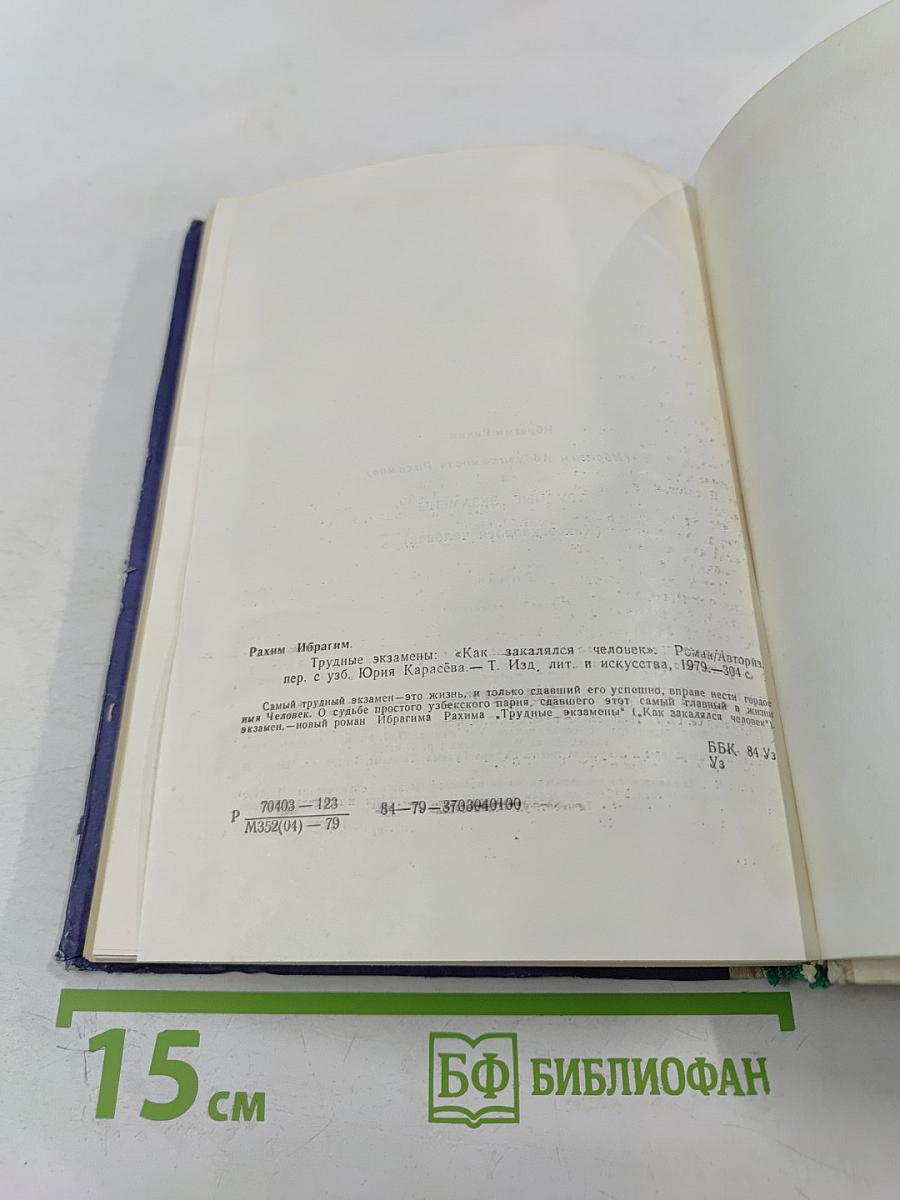 Рахим Ибрагим.
Трудные экзамены: «Как закалялся человек». Роман/Авториз.
пер. с узб. Юрия Карасёва.— Т. Изд. лит. и искусства, 1979.—304 с.
Самый трудный экзамен—это жизнь, и только сдавший его успешно, вправе нести гордое
имя Человек. О судьбе простого узбекского парня, сдавшего этот самый главный в жизни
экзамен,—новый роман Ибрагима Рахима „Трудные экзамены“ („Как закалялся человек“).
ББК 84 Уз
Уз
Р 70403 — 123 84—79—3703040100
М352(04) — 79
15 см
БФ БИБЛИОФАН